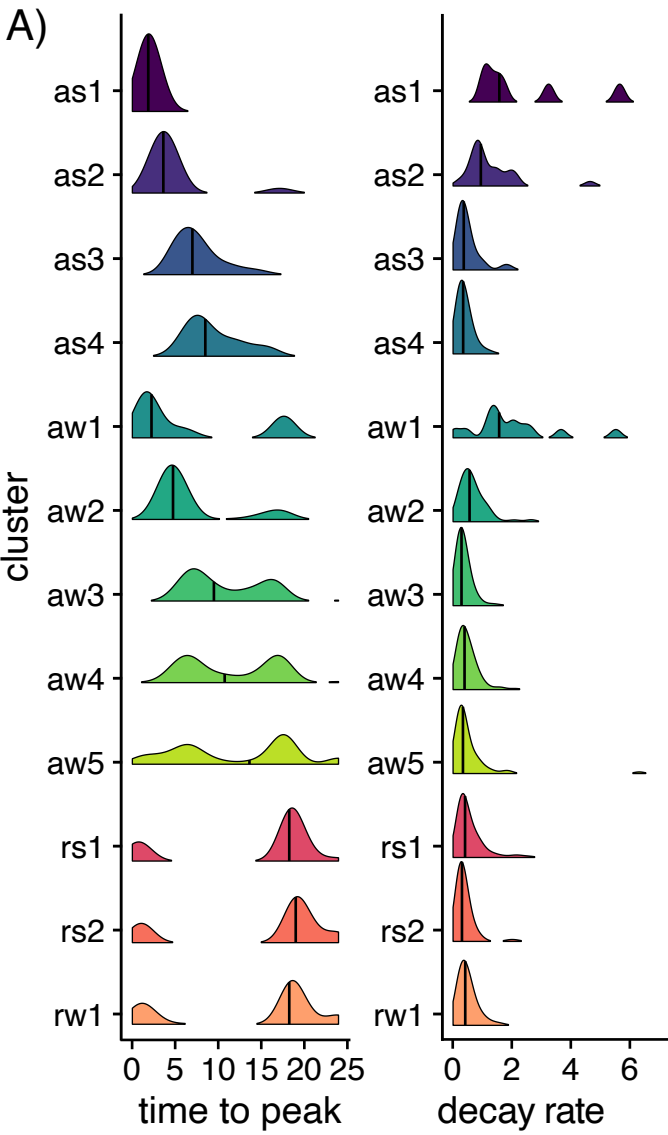 A)
cluster
as1
as2
as3
as4
aw1
aw2
aw3
aw4
aw5
rs1
rs2
rw1
0 5 10 15 20 25
time to peak
as1
as2
as3
as4
aw1
aw2
aw3
aw4
aw5
rs1
rs2
rw1
0 2 4 6
decay rate